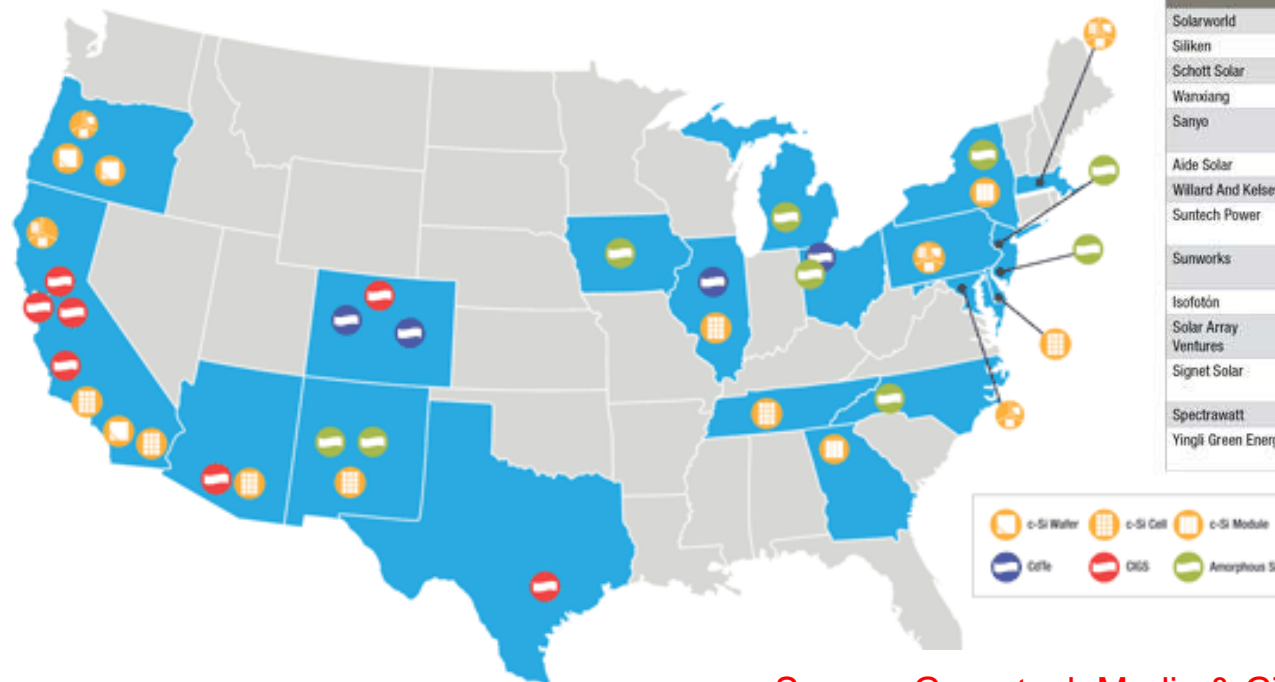 Solarworld
Siliken
Schott Solar
Wanxiang
Sanyo
Aide Solar
Willard And Kelse
Suntech Power
Sunworks
Isofotón
Solar Array
Ventures
Signet Solar
Spectrawatt
Yingli Green Energ
c-Si Wafer c-Si Cell c-Si Module
CdTe CIGS Amorphous S